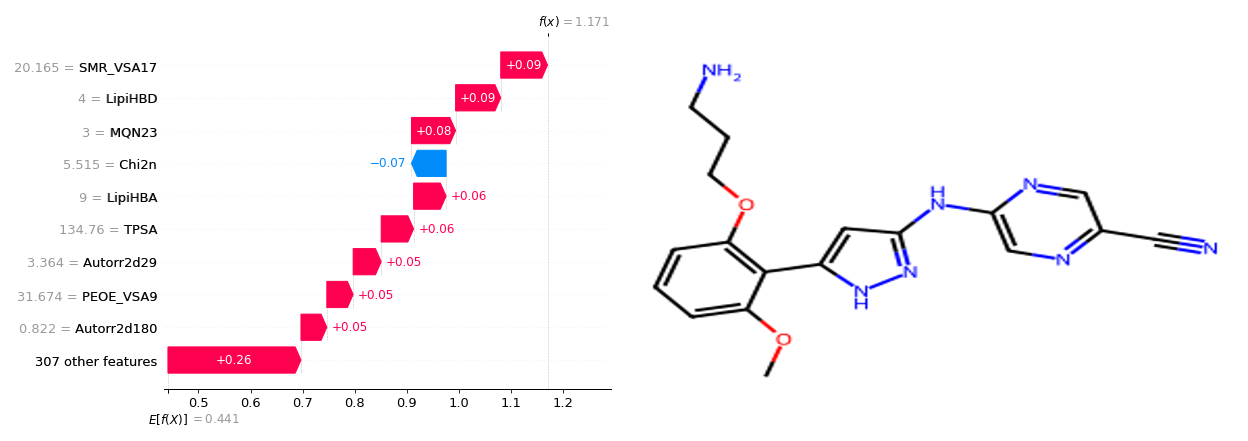 f(x) = 1.171
20.165 = SMR_VSA17
+0.09
4 = LipiHBD
+0.09
3 = MQN23
+0.08
5.515 = Chi2n
−0.07
9 = LipiHBA
+0.06
134.76 = TPSA
+0.06
3.364 = Autorr2d29
+0.05
31.674 = PEOE_VSA9
+0.05
0.822 = Autorr2d180
+0.05
307 other features
+0.26
0.5 0.6 0.7 0.8 0.9 1.0 1.1 1.2
E[f(X)] = 0.441
NH₂
O
H
N
N
N
N
N
N
H
O